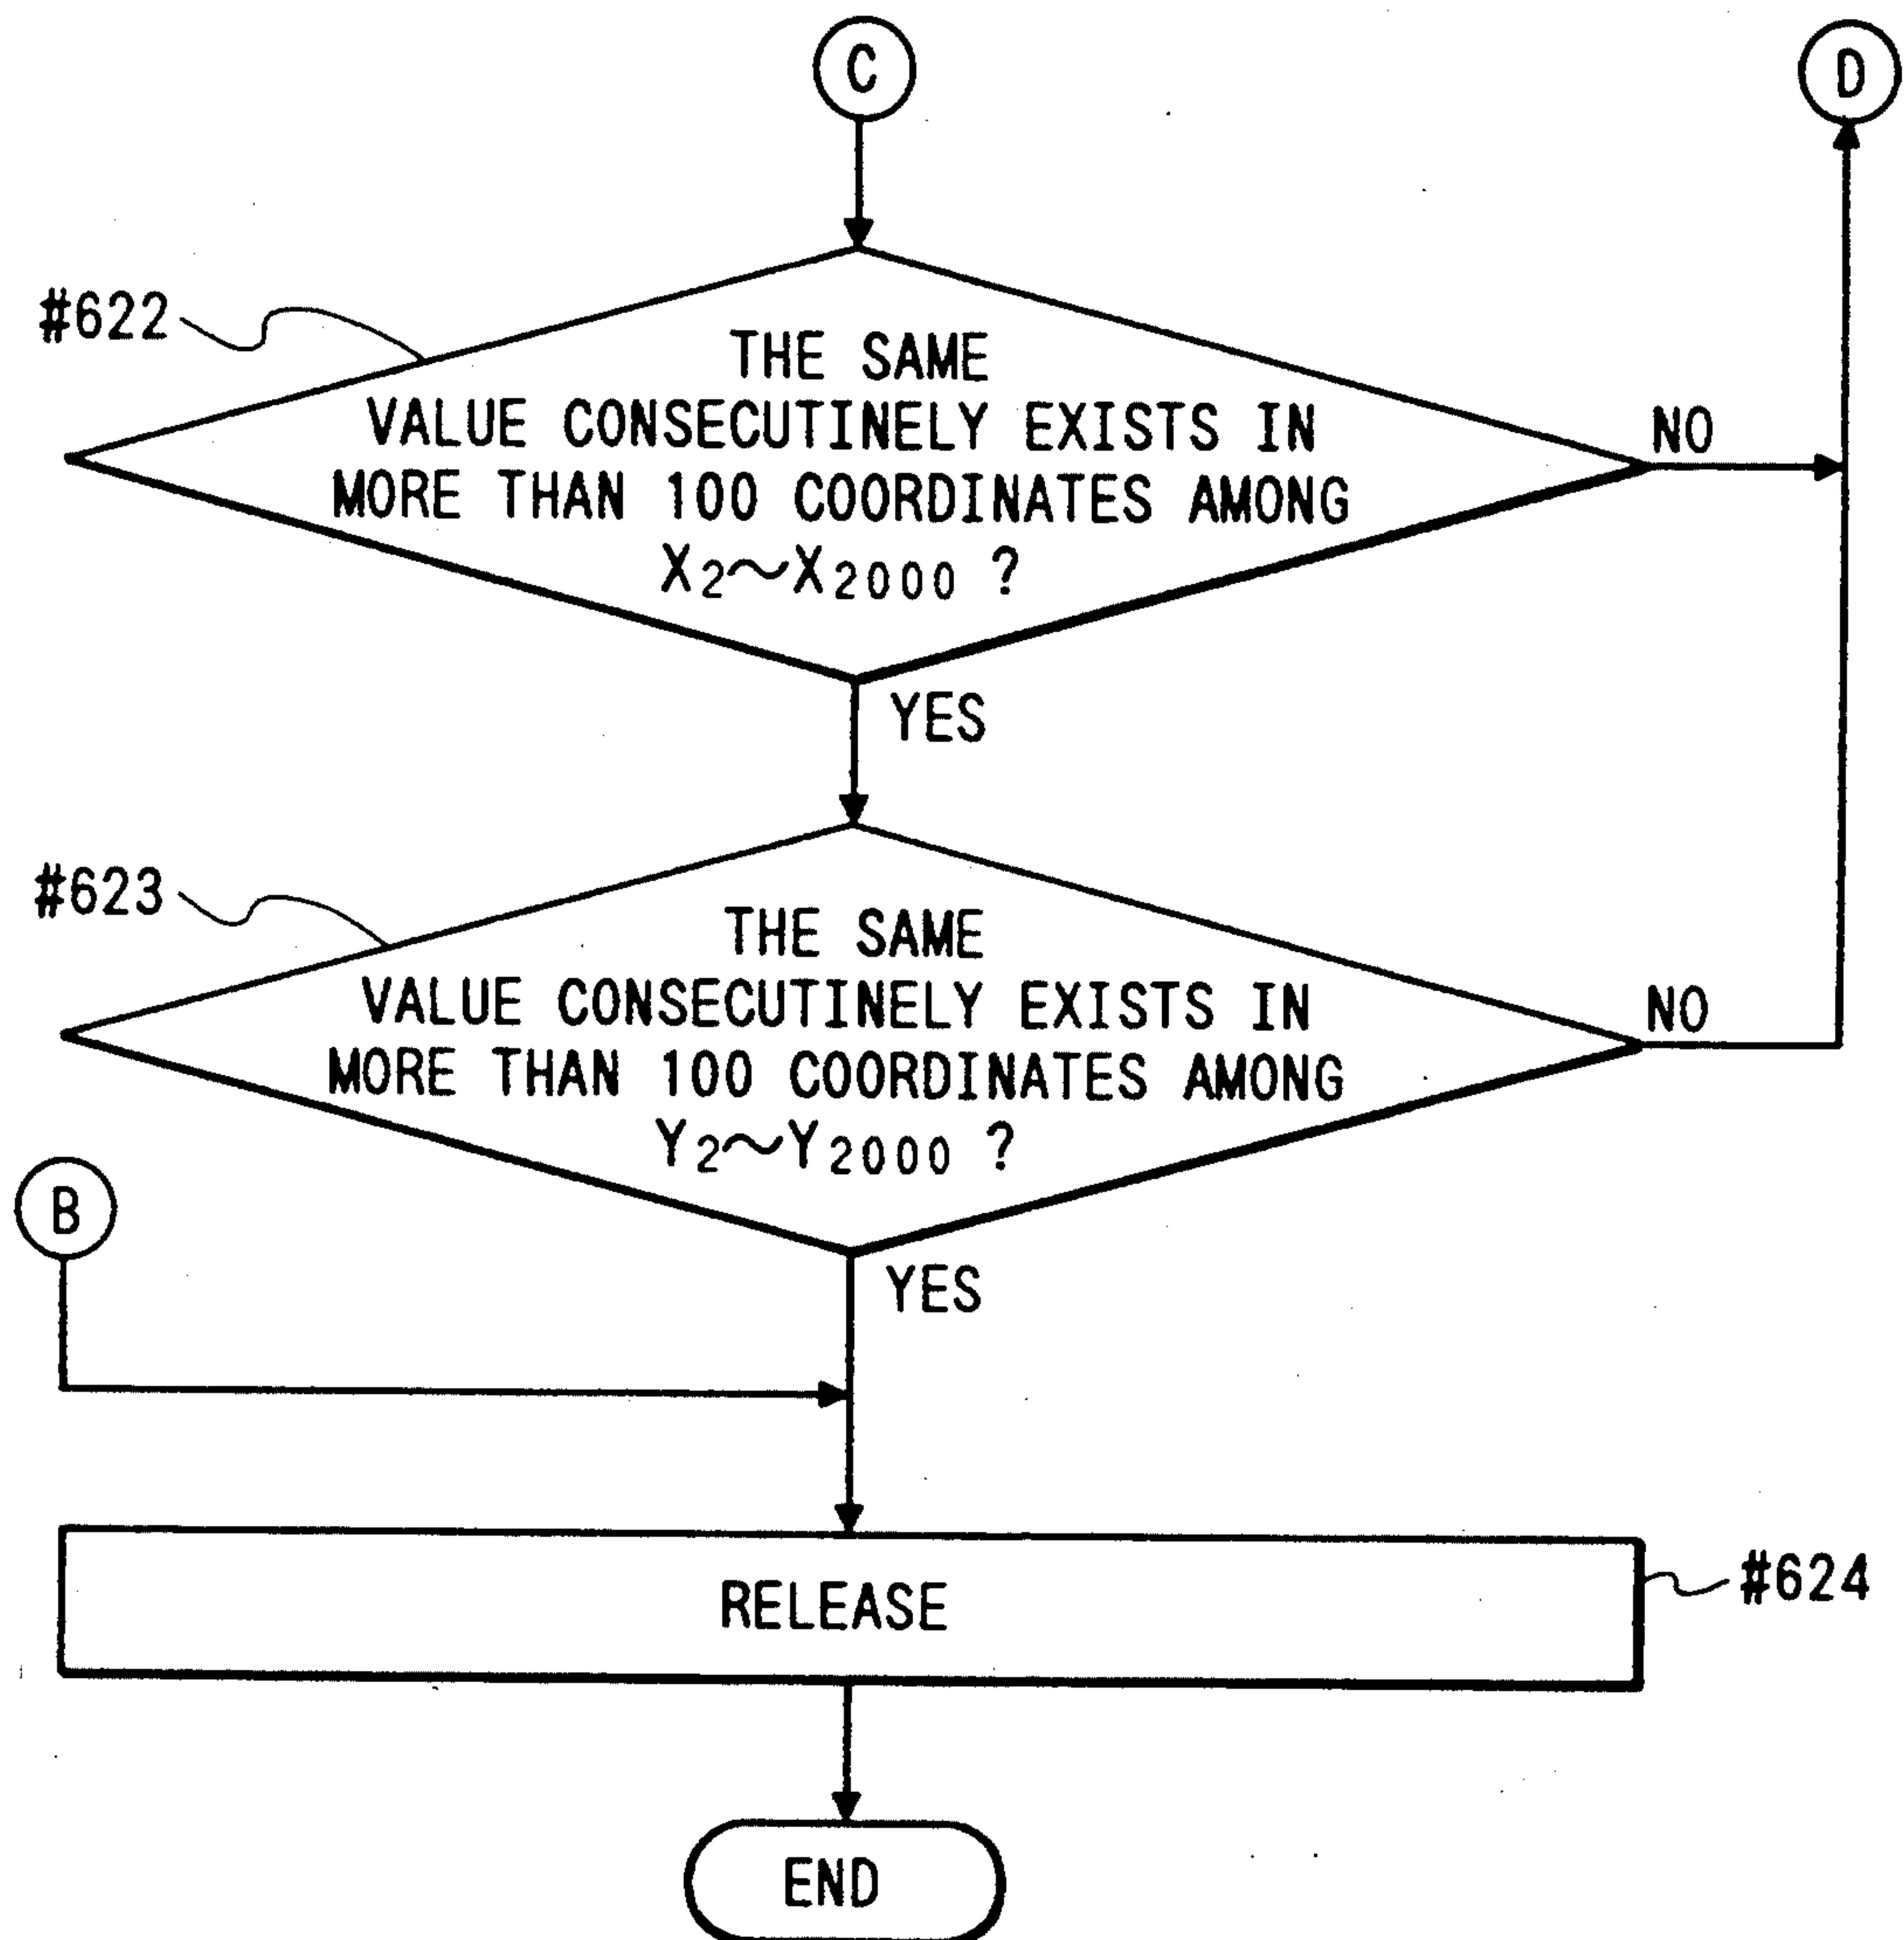 C
D
#622
THE SAME
VALUE CONSECUTINELY EXISTS IN
MORE THAN 100 COORDINATES AMONG
X2~X2000 ?
NO
YES
#623
THE SAME
VALUE CONSECUTINELY EXISTS IN
MORE THAN 100 COORDINATES AMONG
Y2~Y2000 ?
NO
B
YES
RELEASE
#624
END